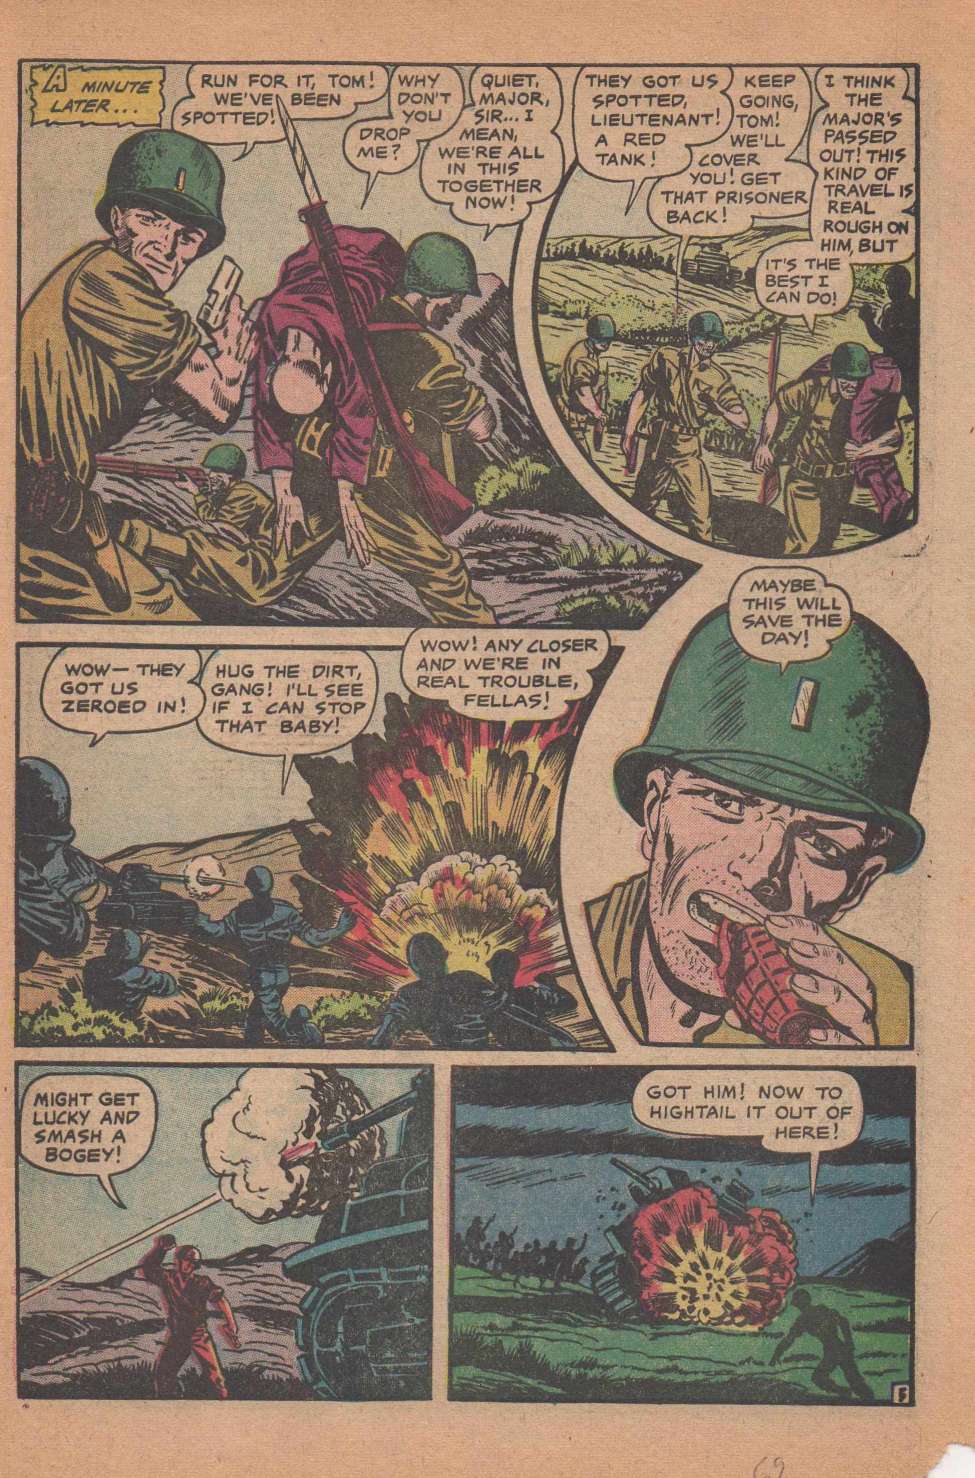 A MINUTE
LATER...
RUN FOR IT, TOM!
WE'VE BEEN
SPOTTED!
WHY
DON'T
YOU
DROP
ME?
QUIET,
MAJOR,
SIR... I
MEAN,
WE'RE ALL
IN THIS
TOGETHER
NOW!
THEY GOT US
SPOTTED,
LIEUTENANT!
A RED
TANK!
KEEP
GOING,
TOM!
WE'LL
COVER
YOU! GET
THAT PRISONER
BACK!
I THINK
THE
MAJOR'S
PASSED
OUT! THIS
KIND OF
TRAVEL IS
REAL
ROUGH ON
HIM, BUT
IT'S THE
BEST I
CAN DO!
WOW— THEY
GOT US
ZEROED IN!
HUG THE DIRT,
GANG! I'LL SEE
IF I CAN STOP
THAT BABY!
WOW! ANY CLOSER
AND WE'RE IN
REAL TROUBLE,
FELLAS!
MAYBE
THIS WILL
SAVE THE
DAY!
MIGHT GET
LUCKY AND
SMASH A
BOGEY!
GOT HIM! NOW TO
HIGHTAIL IT OUT OF
HERE!
5
69